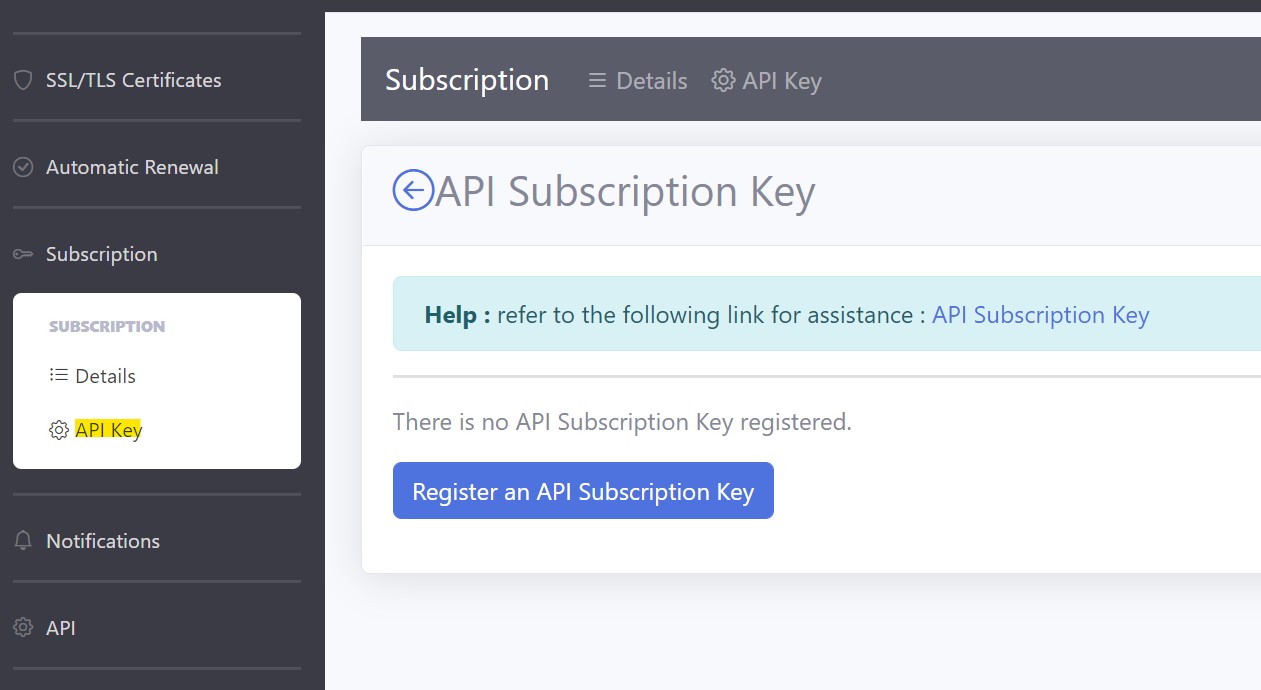 SSL/TLS Certificates
Automatic Renewal
Subscription
SUBSCRIPTION
Details
API Key
Notifications
API
Subscription Details API Key
API Subscription Key
Help : refer to the following link for assistance : API Subscription Key
There is no API Subscription Key registered.
Register an API Subscription Key